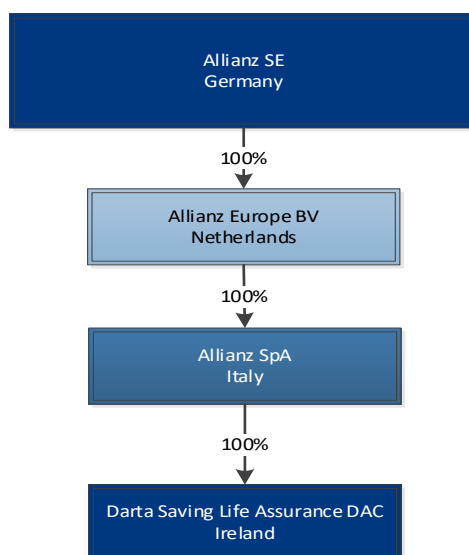 Allianz SE
Germany
100%
Allianz Europe BV
Netherlands
100%
Allianz SpA
Italy
100%
Darta Saving Life Assurance DAC
Ireland